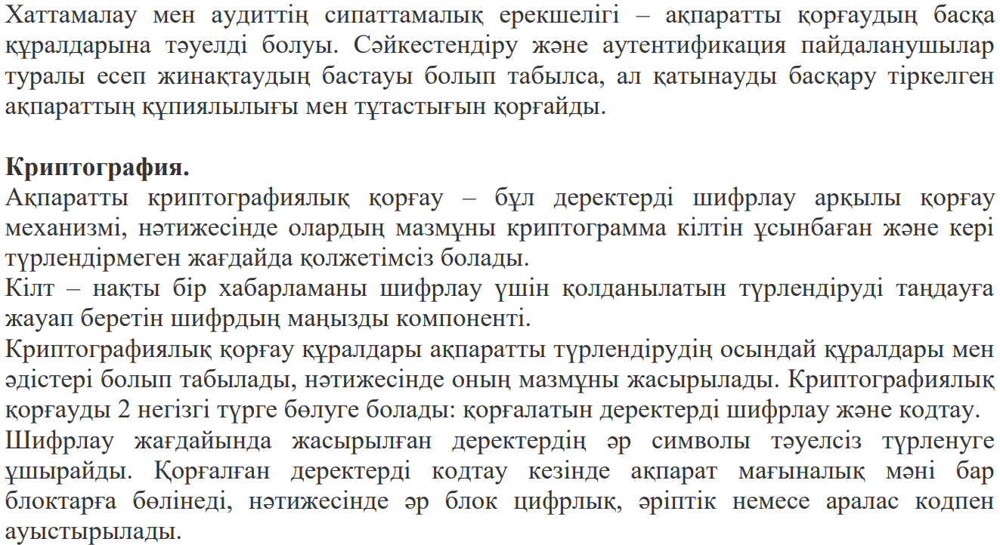 Хаттамалау мен аудиттің сипаттамалық ерекшелігі – ақпаратты қорғаудың басқа
құралдарына тәуелді болуы. Сәйкестендіру және аутентификация пайдаланушылар
туралы есеп жинақтаудың бастауы болып табылса, ал қатынауды басқару тіркелген
ақпараттың құпиялылығы мен тұтастығын қорғайды.
Криптография.
Ақпаратты криптографиялық қорғау – бұл деректерді шифрлау арқылы қорғау
механизмі, нәтижесінде олардың мазмұны криптограмма кілтін ұсынбаған және кері
түрлендірмеген жағдайда қолжетімсіз болады.
Кілт – нақты бір хабарламаны шифрлау үшін қолданылатын түрлендіруді таңдауға
жауап беретін шифрдың маңызды компоненті.
Криптографиялық қорғау құралдары ақпаратты түрлендірудің осындай құралдары мен
әдістері болып табылады, нәтижесінде оның мазмұны жасырылады. Криптографиялық
қорғауды 2 негізгі түрге бөлуге болады: қорғалатын деректерді шифрлау және кодтау.
Шифрлау жағдайында жасырылған деректердің әр символы тәуелсіз түрленуге
ұшырайды. Қорғалған деректерді кодтау кезінде ақпарат мағыналық мәні бар
блоктарға бөлінеді, нәтижесінде әр блок цифрлық, әріптік немесе аралас кодпен
ауыстырылады.